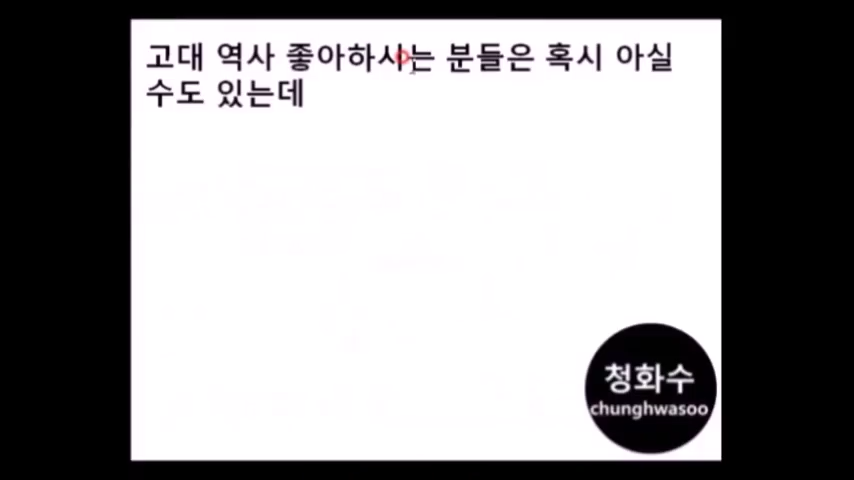 고대 역사 좋아하시는 분들은 혹시 아실
수도 있는데
청화수
chunghwasoo